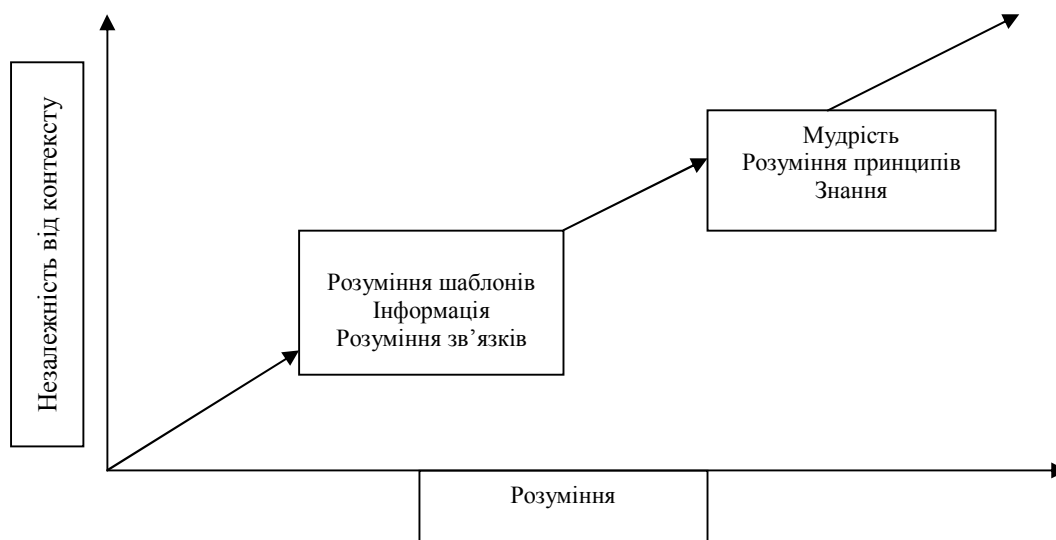 Незалежність від контексту
Мудрість
Розуміння принципів
Знання
Розуміння шаблонів
Інформація
Розуміння зв’язків
Розуміння